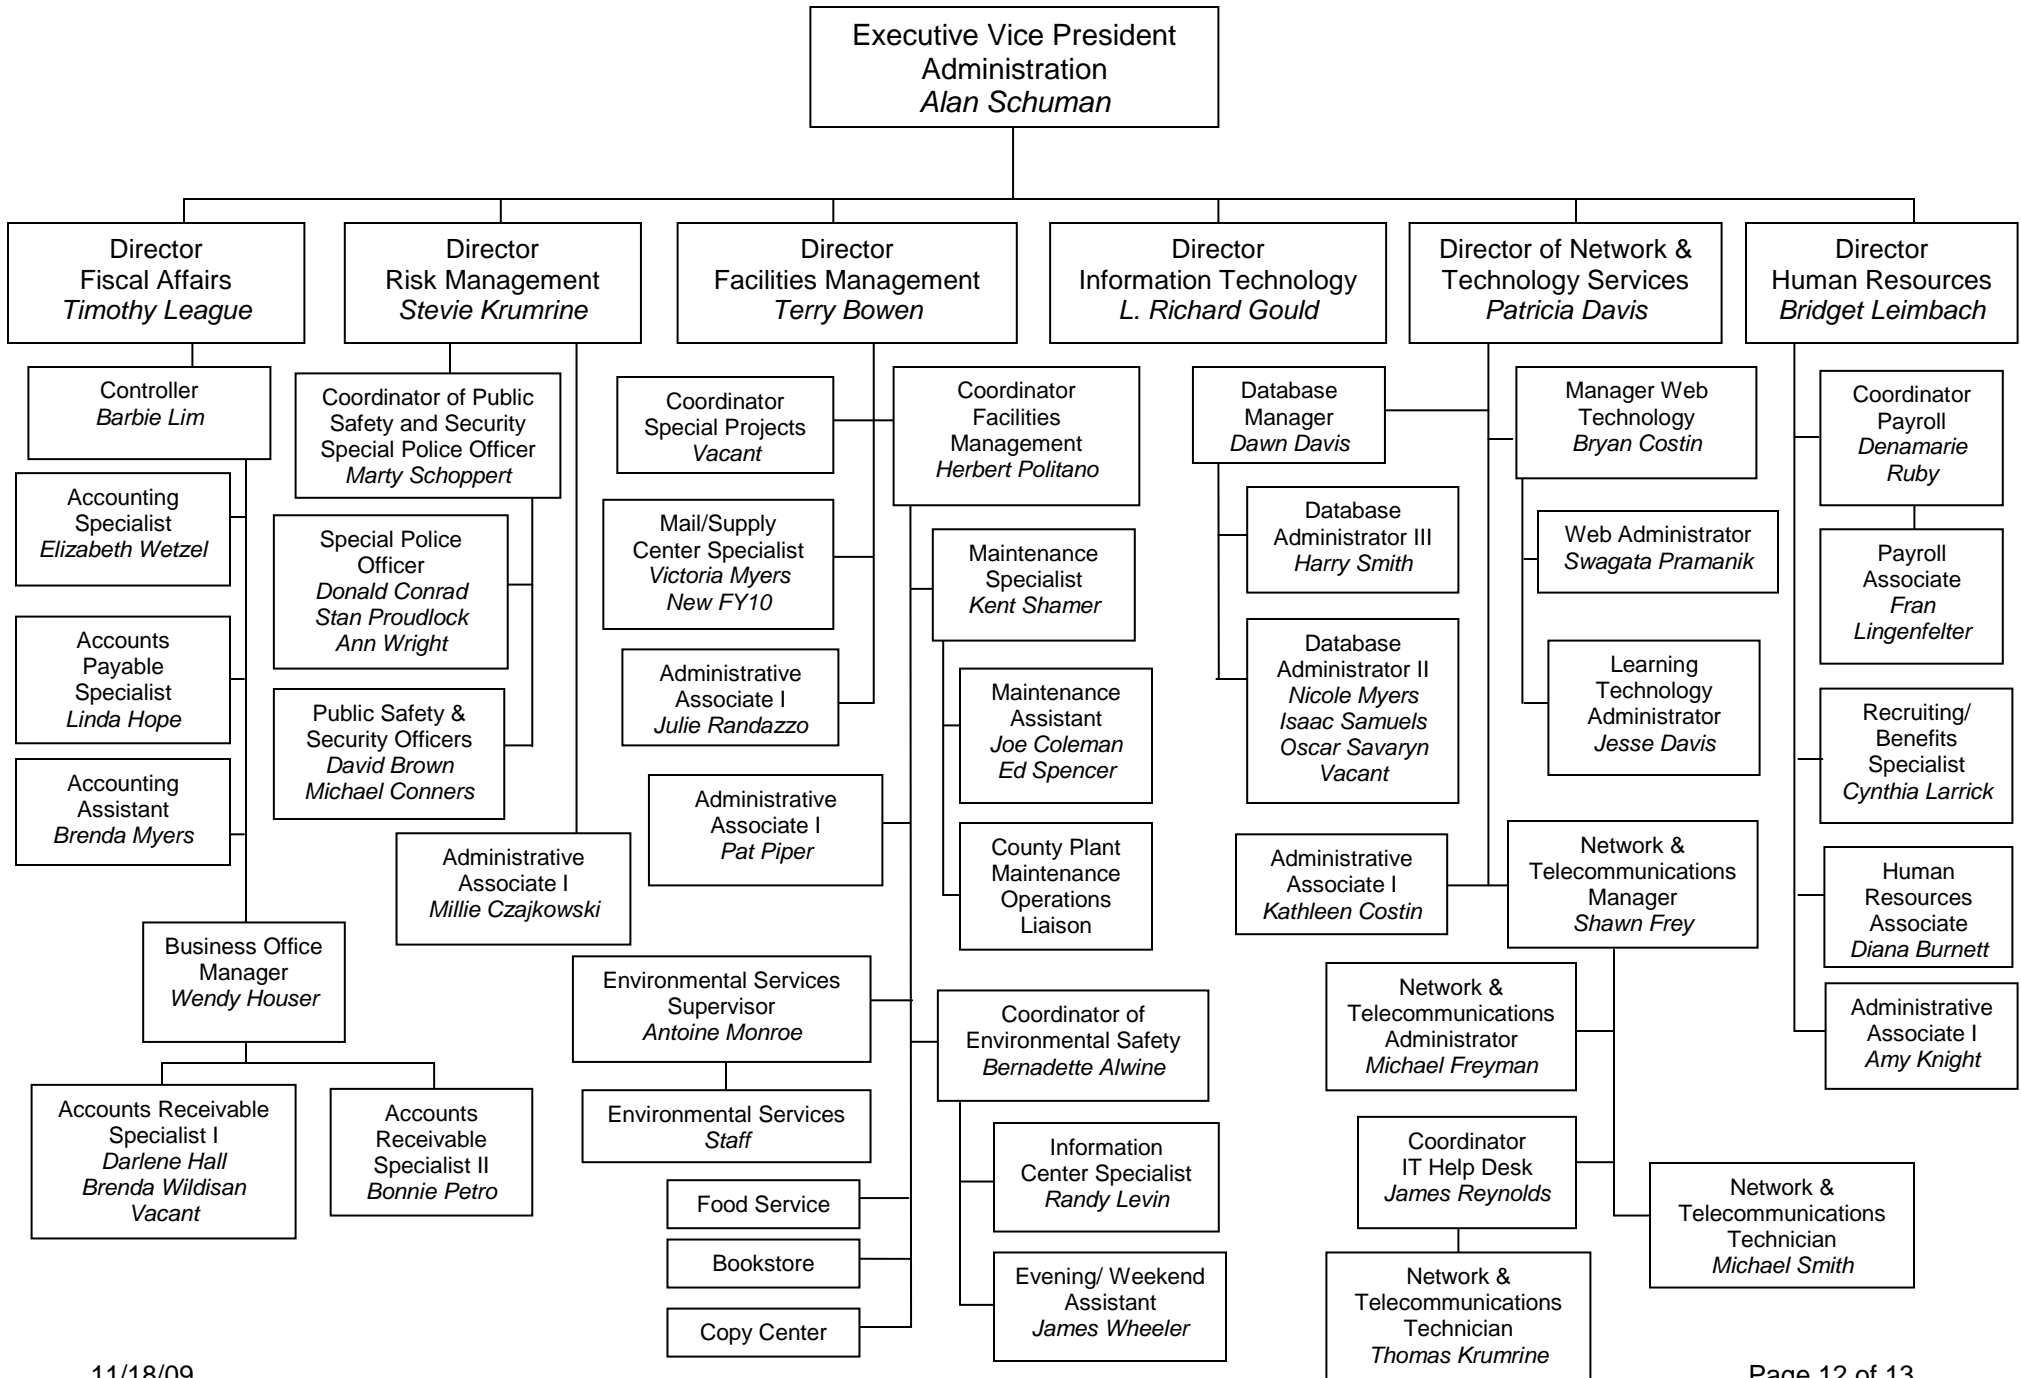 Executive Vice President
Administration
Alan Schuman
Director
Fiscal Affairs
Timothy League
Director
Risk Management
Stevie Krumrine
Director
Facilities Management
Terry Bowen
Director
Information Technology
L. Richard Gould
Director of Network &
Technology Services
Patricia Davis
Director
Human Resources
Bridget Leimbach
Controller
Barbie Lim
Accounting
Specialist
Elizabeth Wetzel
Accounts
Payable
Specialist
Linda Hope
Accounting
Assistant
Brenda Myers
Business Office
Manager
Wendy Houser
Accounts Receivable
Specialist I
Darlene Hall
Brenda Wildisan
Vacant
Accounts
Receivable
Specialist II
Bonnie Petro
Coordinator of Public
Safety and Security
Special Police Officer
Marty Schoppert
Special Police
Officer
Donald Conrad
Stan Proudlock
Ann Wright
Public Safety &
Security Officers
David Brown
Michael Conners
Administrative
Associate I
Millie Czajkowski
Coordinator
Special Projects
Vacant
Mail/Supply
Center Specialist
Victoria Myers
New FY10
Administrative
Associate I
Julie Randazzo
Coordinator
Facilities
Management
Herbert Politano
Maintenance
Specialist
Kent Shamer
Maintenance
Assistant
Joe Coleman
Ed Spencer
County Plant
Maintenance
Operations
Liaison
Administrative
Associate I
Pat Piper
Environmental Services
Supervisor
Antoine Monroe
Environmental Services
Staff
Coordinator of
Environmental Safety
Bernadette Alwine
Information
Center Specialist
Randy Levin
Evening/ Weekend
Assistant
James Wheeler
Food Service
Bookstore
Copy Center
Database
Manager
Dawn Davis
Database
Administrator III
Harry Smith
Database
Administrator II
Nicole Myers
Isaac Samuels
Oscar Savaryn
Vacant
Manager Web
Technology
Bryan Costin
Web Administrator
Swagata Pramanik
Learning
Technology
Administrator
Jesse Davis
Administrative
Associate I
Kathleen Costin
Network &
Telecommunications
Manager
Shawn Frey
Network &
Telecommunications
Administrator
Michael Freyman
Coordinator
IT Help Desk
James Reynolds
Network &
Telecommunications
Technician
Thomas Krumrine
Network &
Telecommunications
Technician
Michael Smith
Coordinator
Payroll
Denamarie
Ruby
Payroll
Associate
Fran
Lingenfelter
Recruiting/
Benefits
Specialist
Cynthia Larrick
Human
Resources
Associate
Diana Burnett
Administrative
Associate I
Amy Knight
11/18/09
Page 12 of 13